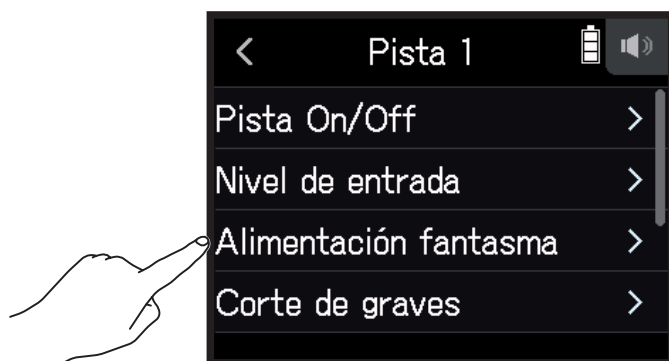 Pista 1
Pista On/Off
Nivel de entrada
Alimentación fantasma
Corte de graves